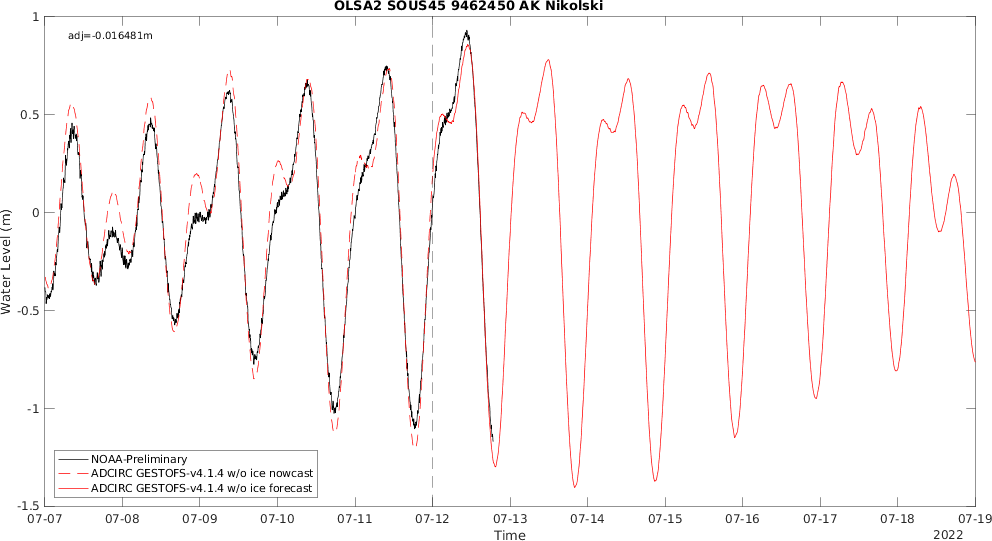 OLSA2 SOUS45 9462450 AK Nikolski
adj=-0.016481m
1
0.5
0
-0.5
-1
-1.5
Water Level (m)
NOAA-Preliminary
ADCIRC GESTOFS-v4.1.4 w/o ice nowcast
ADCIRC GESTOFS-v4.1.4 w/o ice forecast
07-07 07-08 07-09 07-10 07-11 07-12 07-13 07-14 07-15 07-16 07-17 07-18 07-19
Time
2022